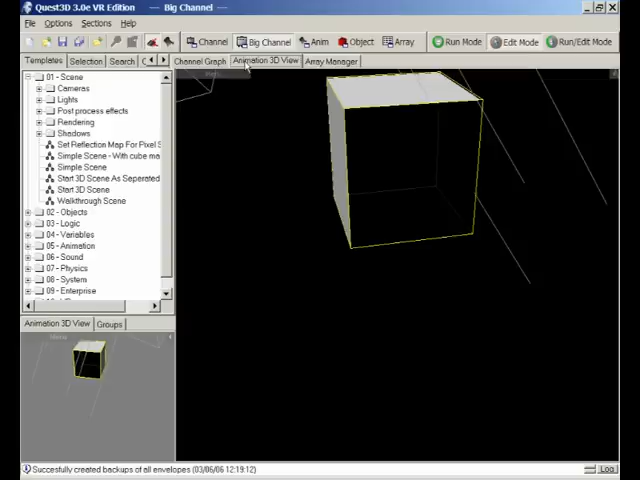 Quest3D 3.0e VR Edition — Big Channel
File Options Sections Help
Channel Big Channel Anim Object Array Run Mode Edit Mode Run/Edit Mode
Templates Selection Search Channel Graph Animation 3D View Array Manager
01 - Scene
Cameras
Lights
Post process effects
Rendering
Shadows
Set Reflection Map For Pixel S
Simple Scene - With cube ma
Simple Scene
Start 3D Scene As Seperated
Start 3D Scene
Walkthrough Scene
02 - Objects
03 - Logic
04 - Variables
05 - Animation
06 - Sound
07 - Physics
08 - System
09 - Enterprise
Animation 3D View Groups
Succesfully created backups of all envelopes (03/06/06 12:19:12) Log